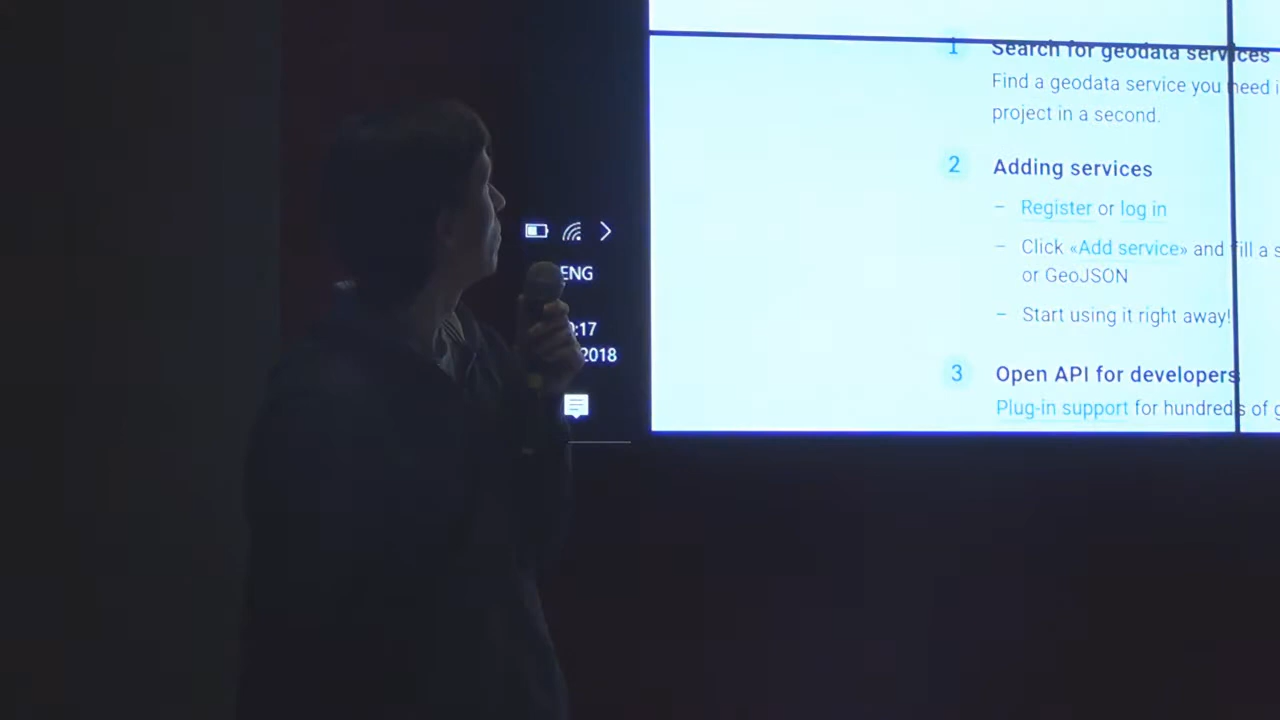 1 Search for geodata services
Find a geodata service you need
project in a second.
2 Adding services
– Register or log in
– Click «Add service» and fill a
or GeoJSON
– Start using it right away!
3 Open API for developers
Plug-in support for hundreds of
ENG
:17
2018